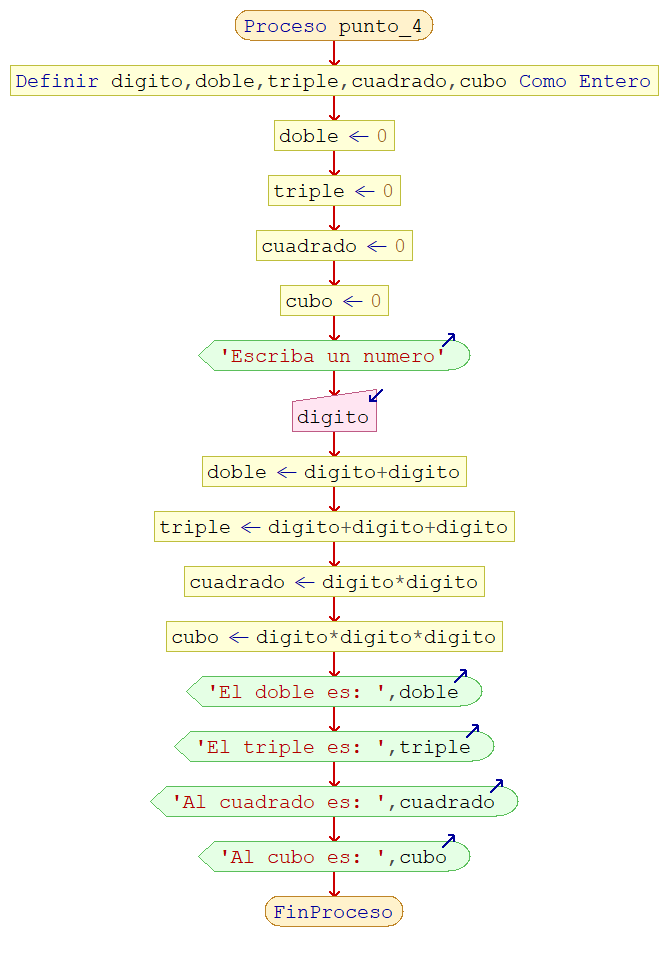 Proceso punto_4
Definir digito,doble,triple,cuadrado,cubo Como Entero
doble ← 0
triple ← 0
cuadrado ← 0
cubo ← 0
'Escriba un numero'
digito
doble ← digito+digito
triple ← digito+digito+digito
cuadrado ← digito*digito
cubo ← digito*digito*digito
'El doble es: ',doble
'El triple es: ',triple
'Al cuadrado es: ',cuadrado
'Al cubo es: ',cubo
FinProceso